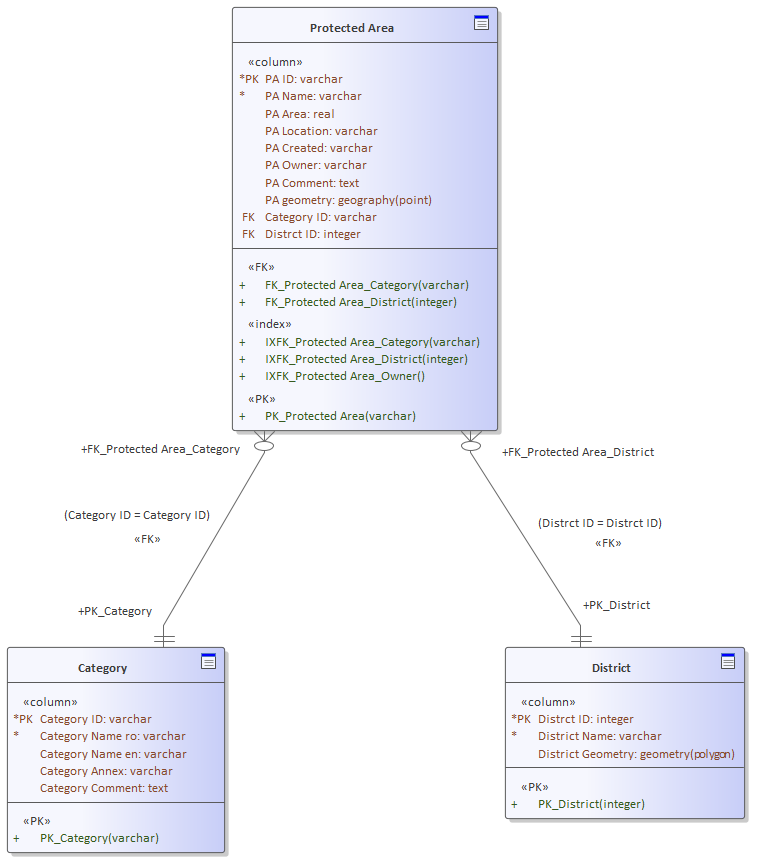 Protected Area
«column»
*PK PA ID: varchar
* PA Name: varchar
PA Area: real
PA Location: varchar
PA Created: varchar
PA Owner: varchar
PA Comment: text
PA geometry: geography(point)
FK Category ID: varchar
FK Distrct ID: integer
«FK»
+ FK_Protected Area_Category(varchar)
+ FK_Protected Area_District(integer)
«index»
+ IXFK_Protected Area_Category(varchar)
+ IXFK_Protected Area_District(integer)
+ IXFK_Protected Area_Owner()
«PK»
+ PK_Protected Area(varchar)
+FK_Protected Area_Category
(Category ID = Category ID)
«FK»
+PK_Category
+FK_Protected Area_District
(Distrct ID = Distrct ID)
«FK»
+PK_District
Category
«column»
*PK Category ID: varchar
* Category Name ro: varchar
Category Name en: varchar
Category Annex: varchar
Category Comment: text
«PK»
+ PK_Category(varchar)
District
«column»
*PK Distrct ID: integer
* District Name: varchar
District Geometry: geometry(polygon)
«PK»
+ PK_District(integer)